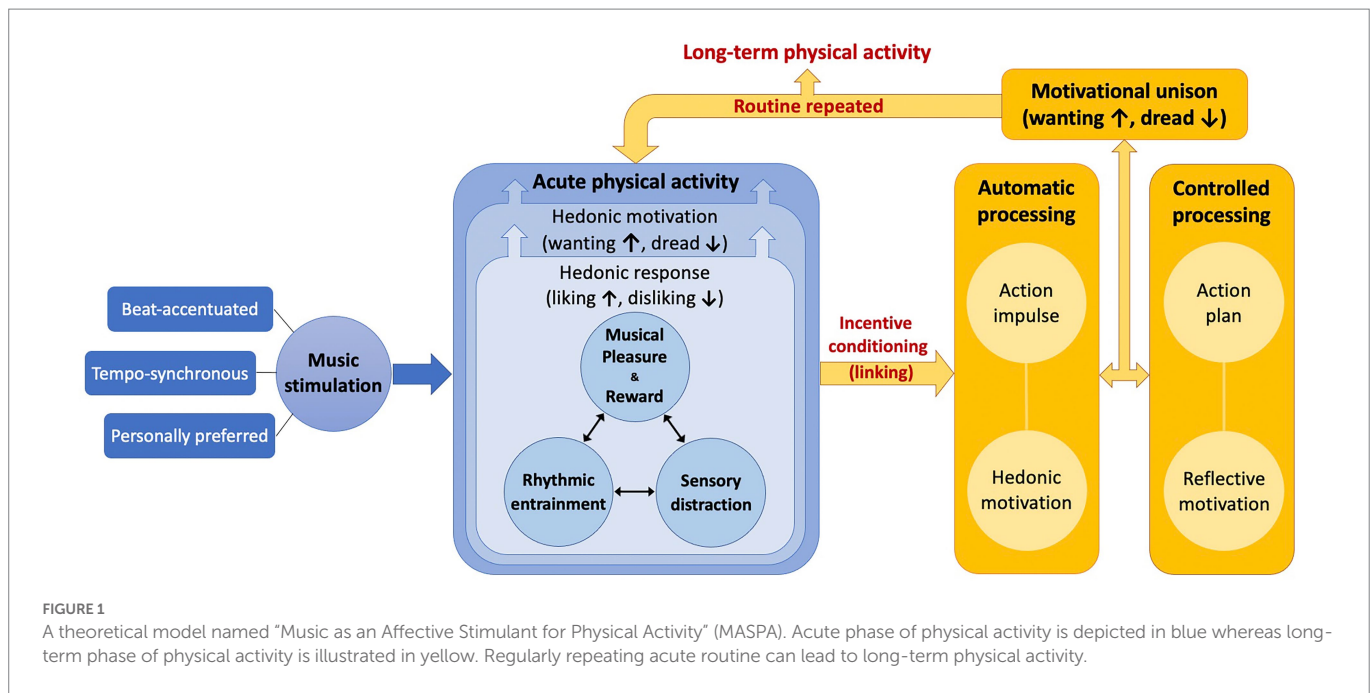 Long-term physical activity
Routine repeated
Motivational unison
(wanting ↑, dread ↓)
Beat-accentuated
Tempo-synchronous
Personally preferred
Music
stimulation
Acute physical activity
Hedonic motivation
(wanting ↑, dread ↓)
Hedonic response
(liking ↑, disliking ↓)
Musical
Pleasure
&
Reward
Rhythmic
entrainment
Sensory
distraction
Incentive
conditioning
(linking)
Automatic
processing
Action
impulse
Hedonic
motivation
Controlled
processing
Action
plan
Reflective
motivation
FIGURE 1
A theoretical model named “Music as an Affective Stimulant for Physical Activity” (MASPA). Acute phase of physical activity is depicted in blue whereas long-
term phase of physical activity is illustrated in yellow. Regularly repeating acute routine can lead to long-term physical activity.